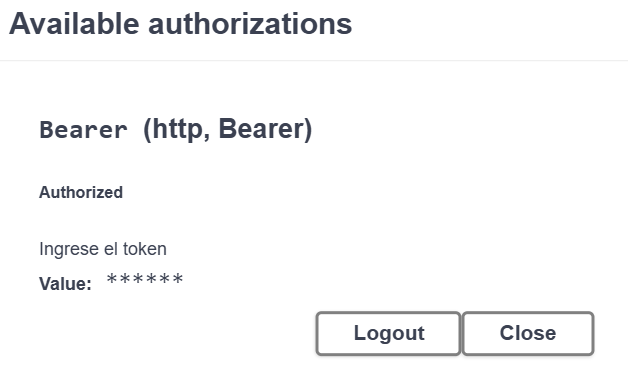 Available authorizations
Bearer (http, Bearer)
Authorized
Ingrese el token
Value: ******
Logout Close